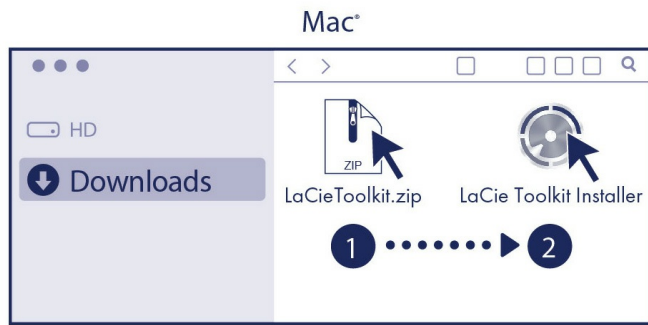 Mac®
HD
Downloads
ZIP
LaCieToolkit.zip
LaCie Toolkit Installer
1
2